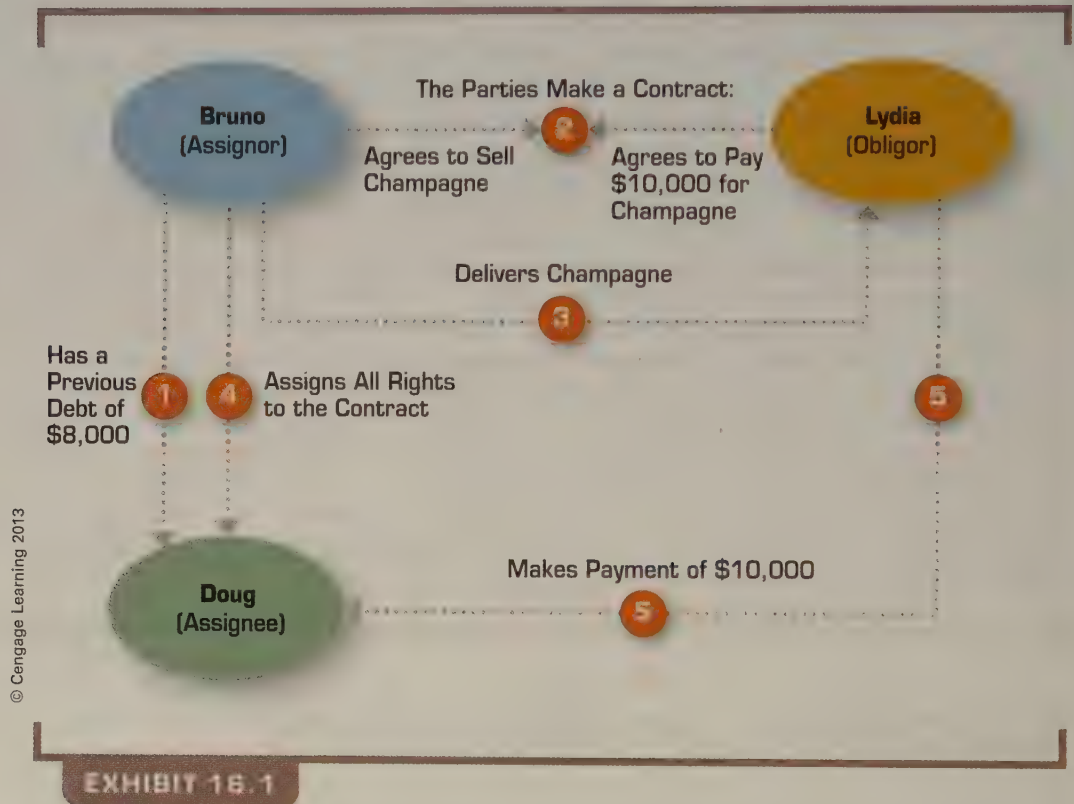 The Parties Make a Contract:
Bruno
(Assignor)
2
Lydia
(Obligor)
Agrees to Sell
Champagne
Agrees to Pay
$10,000 for
Champagne
Delivers Champagne
3
Has a
Previous
Debt of
$8,000
1
4
Assigns All Rights
to the Contract
5
Makes Payment of $10,000
5
Doug
(Assignee)
© Cengage Learning 2013
EXHIBIT 16.1